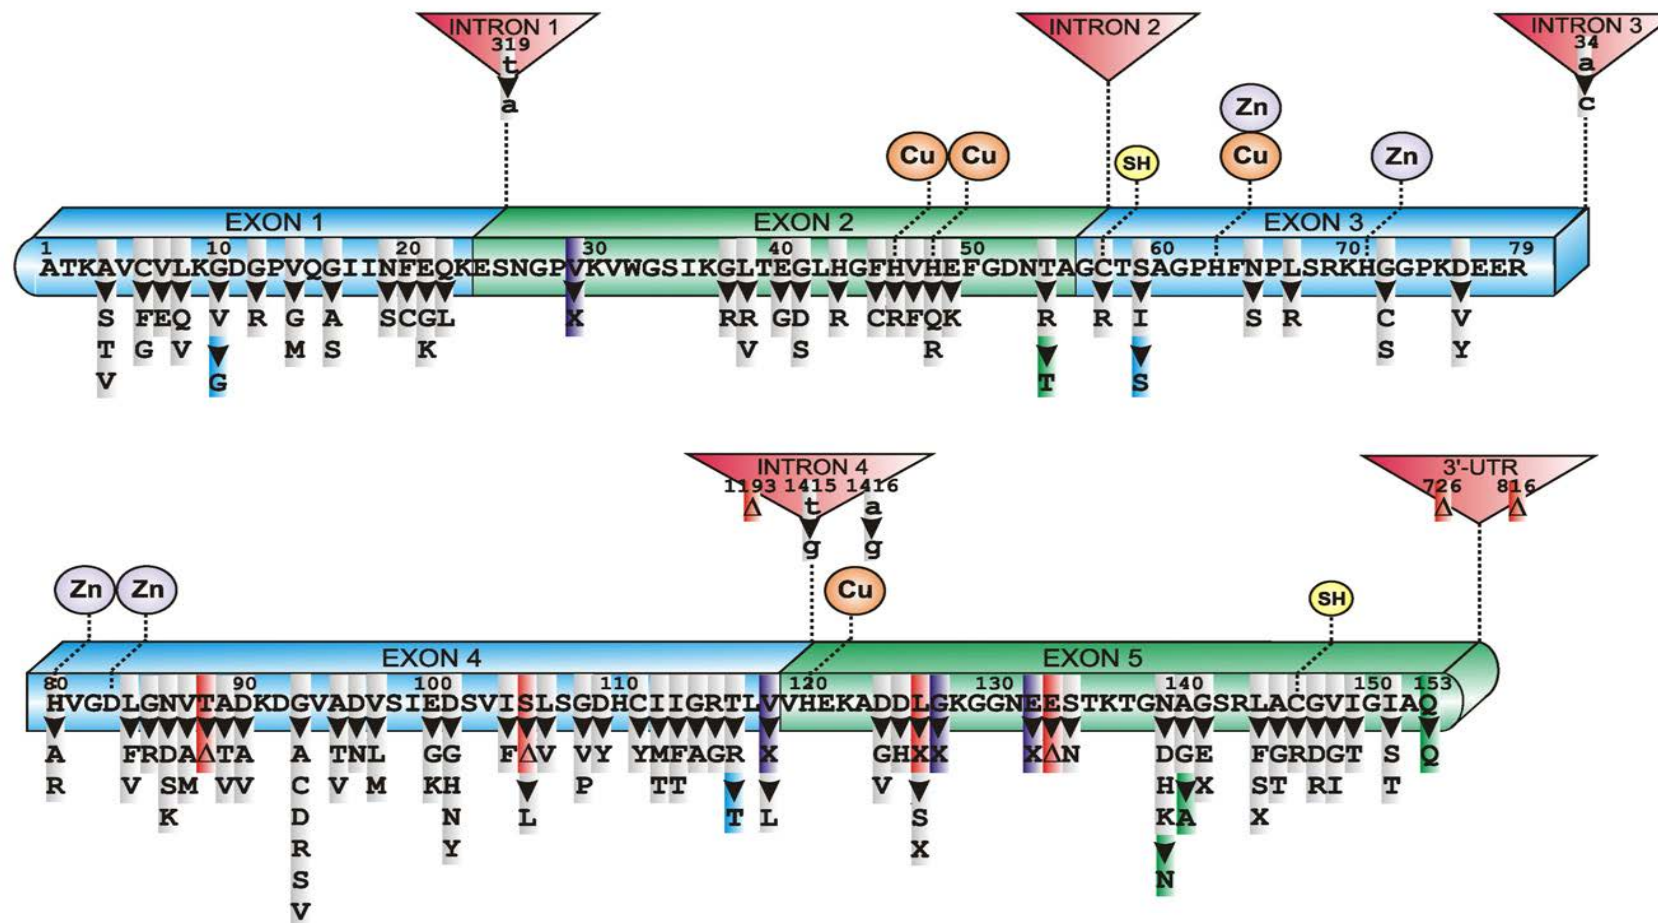 INTRON 1 INTRON 2 INTRON 3
319 34
t a
a c
Zn
Cu Cu SH Cu Zn
EXON 1 EXON 2 EXON 3
1 10 20 30 40 50 60 70 79
ATKAVCVLKGDGPVQGIINFEQKESNGPVKVWGSIKGLTEGLHGFHVHEFGDNTAGCTSAGPHFNPLSRKHGGPKDEER
S FEQ V R G A SCGL X RR GD R CRFQK R R I S R C V
T G V M S K V S R S Y
V G T S
INTRON 4 3'-UTR
1193 1415 1416 726 816
Δ t a Δ Δ
g g
Zn Zn Cu SH
EXON 4 EXON 5
80 90 100 110 120 130 140 150 153
HVGDLGNVTADKDGVADVSIEDSVISLSGDHCIIGRTLVVHEKADDLGKGGNEESTKTGNAGSRLACGVIGIAQ
A FRDAΔTA A TNL GG FΔV VY YMFAGR X GHXX XΔN DGE FGRDGT S Q
R V SM VV C V M KH P TT V H X ST RI T
K D N L T L S KA X
R Y X
S N
V